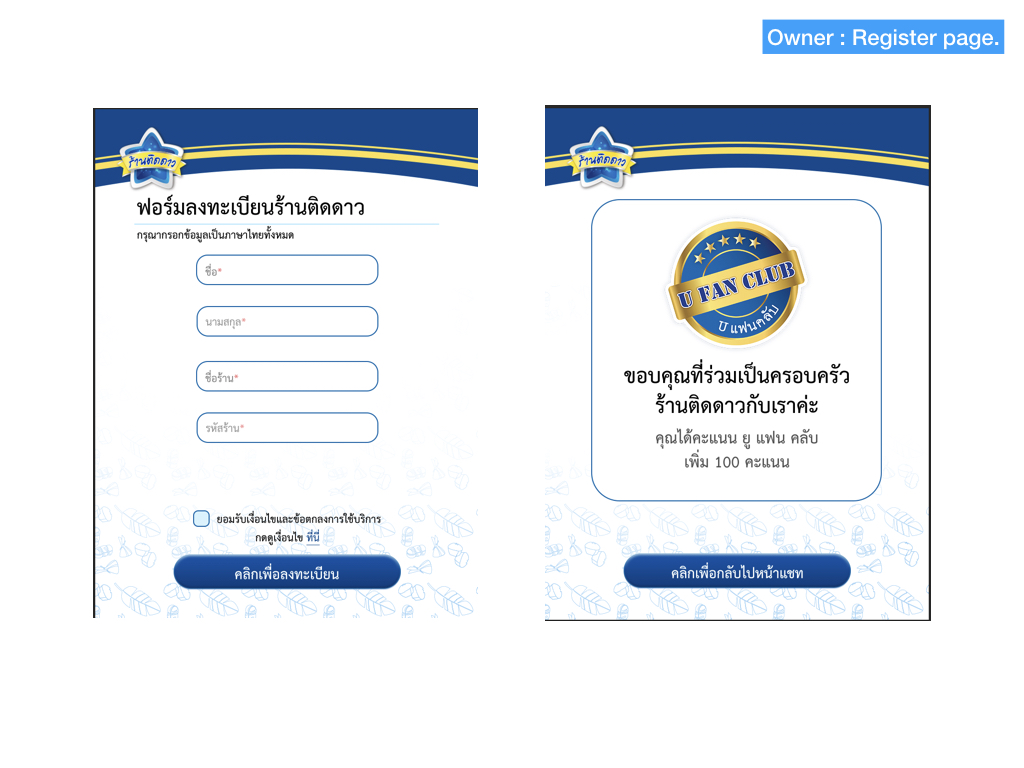 Owner : Register page.
ร้านติดดาว
ฟอร์มลงทะเบียนร้านติดดาว
กรุณากรอกข้อมูลเป็นภาษาไทยทั้งหมด
ชื่อ*
นามสกุล*
ชื่อร้าน*
รหัสร้าน*
ยอมรับเงื่อนไขและข้อตกลงการใช้บริการ
กดดูเงื่อนไข ที่นี่
คลิกเพื่อลงทะเบียน
ร้านติดดาว
U FAN CLUB
U แฟนคลับ
ขอบคุณที่ร่วมเป็นครอบครัว
ร้านติดดาวกับเราค่ะ
คุณได้คะแนน ยู แฟน คลับ
เพิ่ม 100 คะแนน
คลิกเพื่อกลับไปหน้าแชท